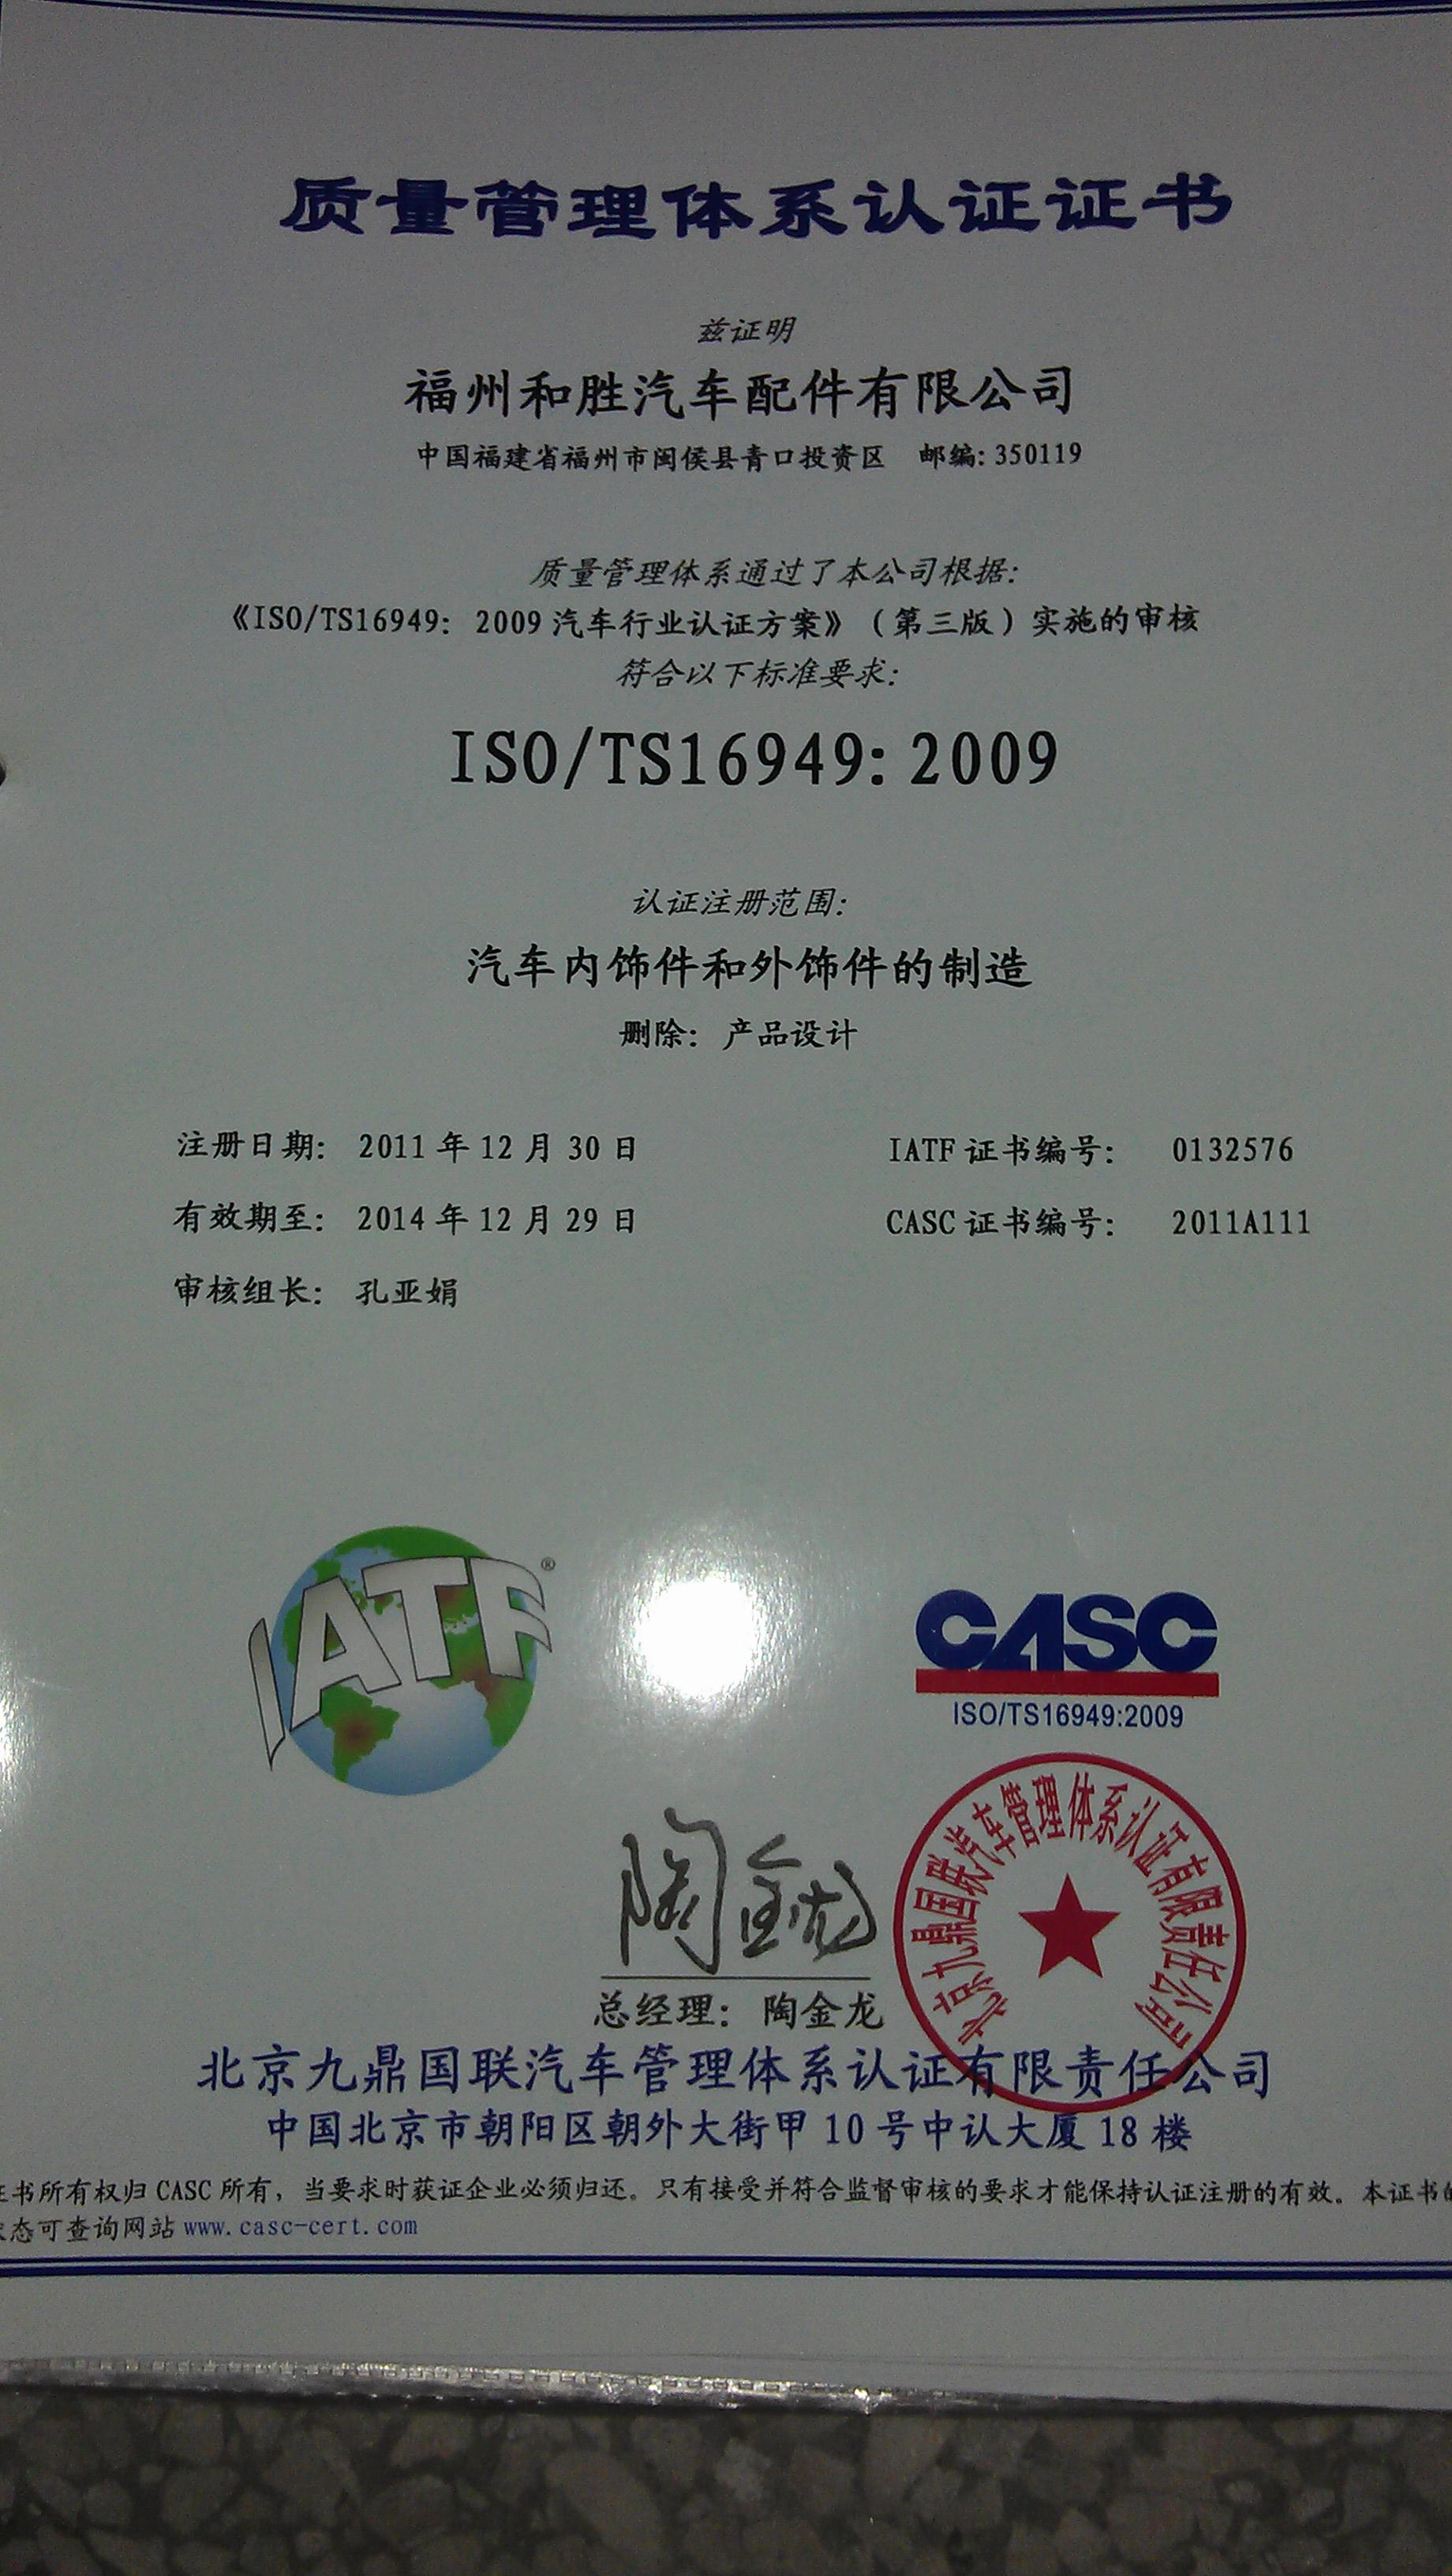 质量管理体系认证证书
兹证明
福州和胜汽车配件有限公司
中国福建省福州市闽侯县青口投资区 邮编: 350119
质量管理体系通过了本公司根据:
《ISO/TS16949: 2009 汽车行业认证方案》(第三版)实施的审核
符合以下标准要求:
ISO/TS16949: 2009
认证注册范围:
汽车内饰件和外饰件的制造
删除: 产品设计
注册日期: 2011 年 12 月 30 日 IATF 证书编号: 0132576
有效期至: 2014 年 12 月 29 日 CASC 证书编号: 2011A111
审核组长: 孔亚娟
IATF®
CASC
ISO/TS16949:2009
北京九鼎国联汽车管理体系认证有限责任公司
陶金龙
总经理: 陶金龙
北京九鼎国联汽车管理体系认证有限责任公司
中国北京市朝阳区朝外大街甲 10 号中认大厦 18 楼
证书所有权归 CASC 所有, 当要求时获证企业必须归还。只有接受并符合监督审核的要求才能保持认证注册的有效。本证书的
状态可查询网站 www.casc-cert.com